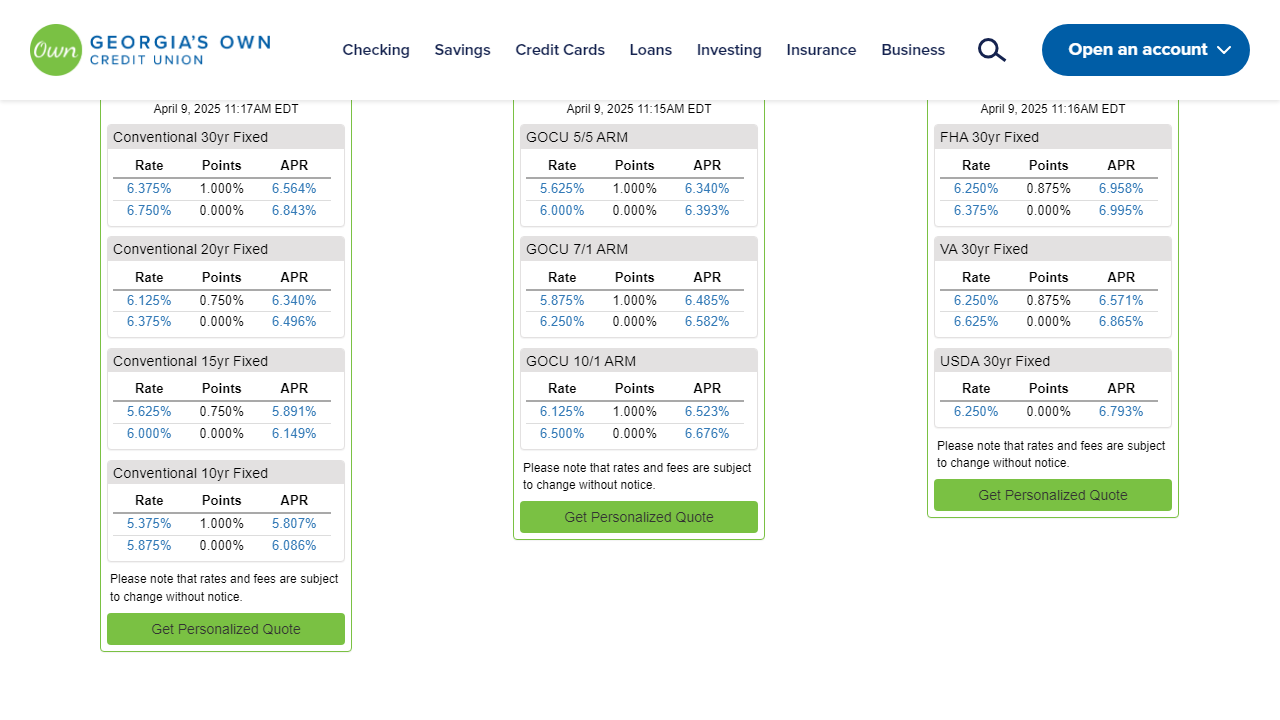 Own
GEORGIA'S OWN
CREDIT UNION
Checking
Savings
Credit Cards
Loans
Investing
Insurance
Business
Open an account
April 9, 2025 11:17AM EDT
Conventional 30yr Fixed
Rate Points APR
6.375% 1.000% 6.564%
6.750% 0.000% 6.843%
Conventional 20yr Fixed
Rate Points APR
6.125% 0.750% 6.340%
6.375% 0.000% 6.496%
Conventional 15yr Fixed
Rate Points APR
5.625% 0.750% 5.891%
6.000% 0.000% 6.149%
Conventional 10yr Fixed
Rate Points APR
5.375% 1.000% 5.807%
5.875% 0.000% 6.086%
Please note that rates and fees are subject
to change without notice.
Get Personalized Quote
April 9, 2025 11:15AM EDT
GOCU 5/5 ARM
Rate Points APR
5.625% 1.000% 6.340%
6.000% 0.000% 6.393%
GOCU 7/1 ARM
Rate Points APR
5.875% 1.000% 6.485%
6.250% 0.000% 6.582%
GOCU 10/1 ARM
Rate Points APR
6.125% 1.000% 6.523%
6.500% 0.000% 6.676%
Please note that rates and fees are subject
to change without notice.
Get Personalized Quote
April 9, 2025 11:16AM EDT
FHA 30yr Fixed
Rate Points APR
6.250% 0.875% 6.958%
6.375% 0.000% 6.995%
VA 30yr Fixed
Rate Points APR
6.250% 0.875% 6.571%
6.625% 0.000% 6.865%
USDA 30yr Fixed
Rate Points APR
6.250% 0.000% 6.793%
Please note that rates and fees are subject
to change without notice.
Get Personalized Quote